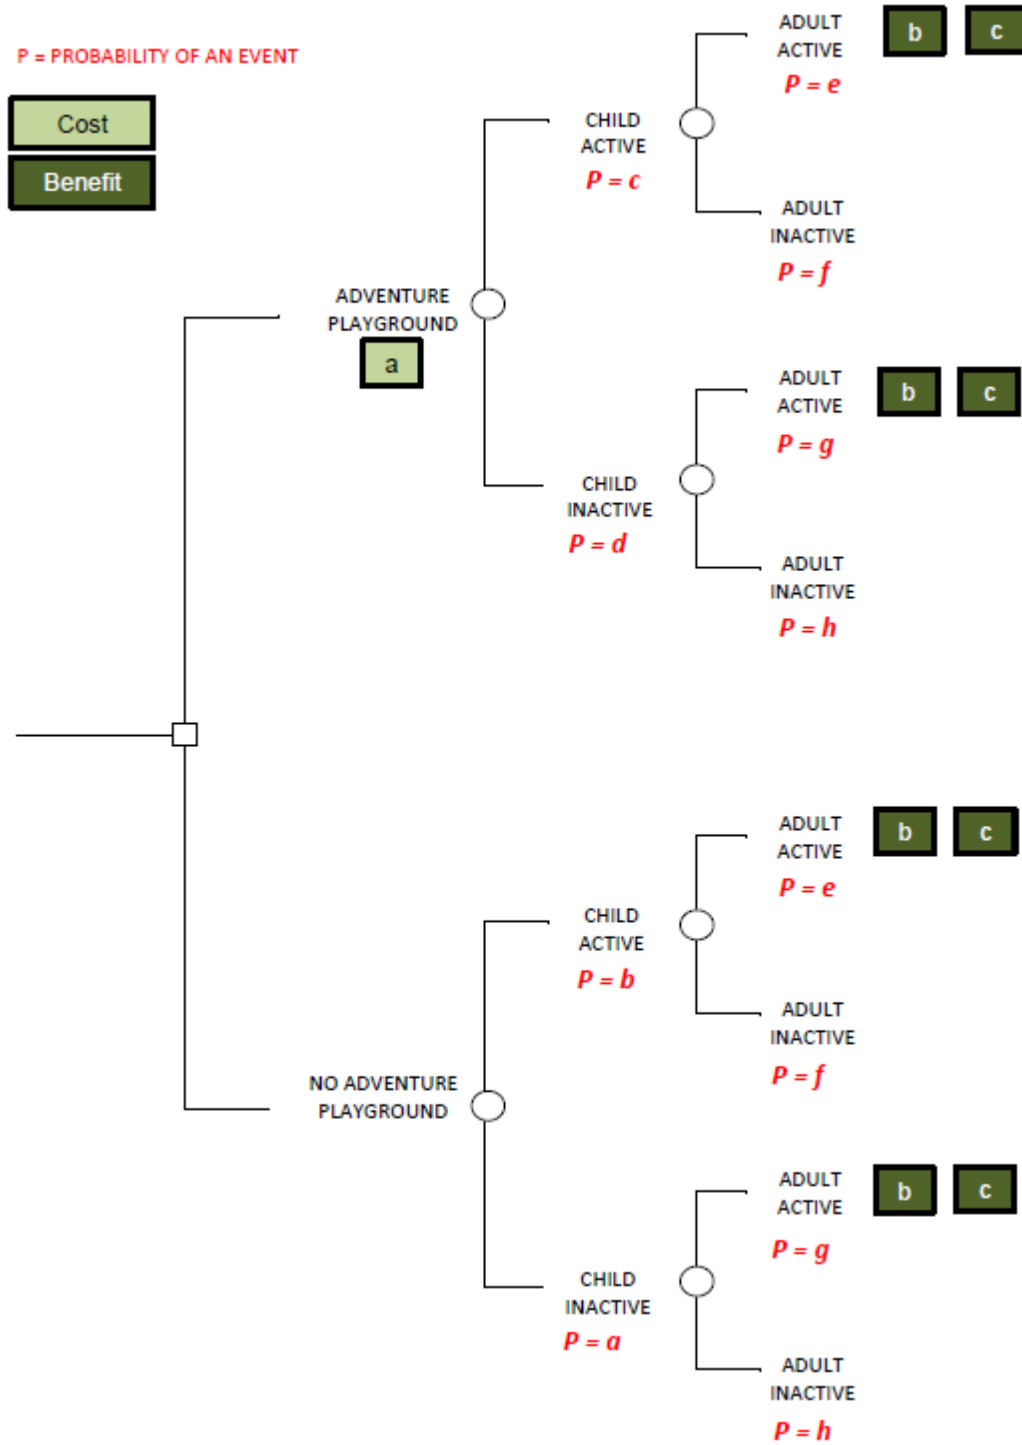 P = PROBABILITY OF AN EVENT
Cost
Benefit
ADULT
ACTIVE
P = e
b
c
CHILD
ACTIVE
P = c
ADULT
INACTIVE
P = f
ADVENTURE
PLAYGROUND
a
ADULT
ACTIVE
P = g
b
c
CHILD
INACTIVE
P = d
ADULT
INACTIVE
P = h
ADULT
ACTIVE
P = e
b
c
CHILD
ACTIVE
P = b
ADULT
INACTIVE
P = f
NO ADVENTURE
PLAYGROUND
ADULT
ACTIVE
P = g
b
c
CHILD
INACTIVE
P = a
ADULT
INACTIVE
P = h